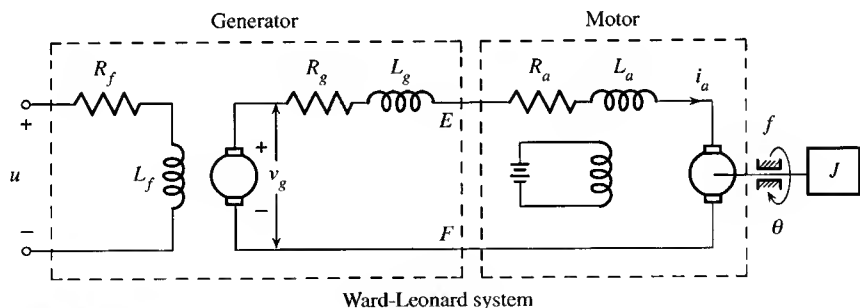 Generator
Motor
R_f
R_g
L_g
R_a
L_a
i_a
E
f
+
+
u
L_f
v_g
J
−
−
F
θ
Ward-Leonard system